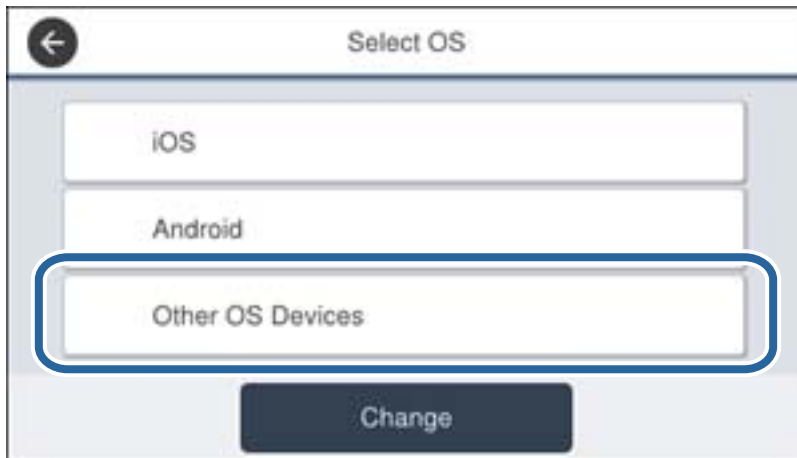 Select OS
iOS
Android
Other OS Devices
Change